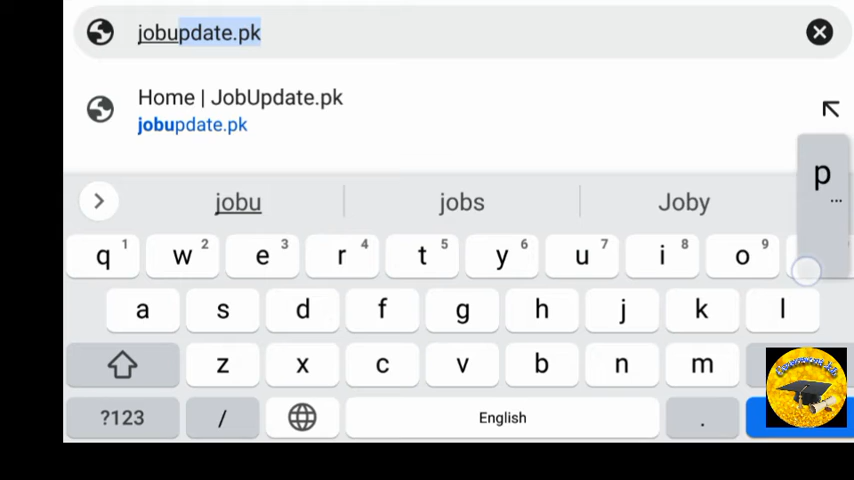 jobupdate.pk
Home | JobUpdate.pk
jobupdate.pk
p
...
jobu jobs Joby
q 1 w 2 e 3 r 4 t 5 y 6 u 7 i 8 o 9
a s d f g h j k l
z x c v b n m
?123 / English .